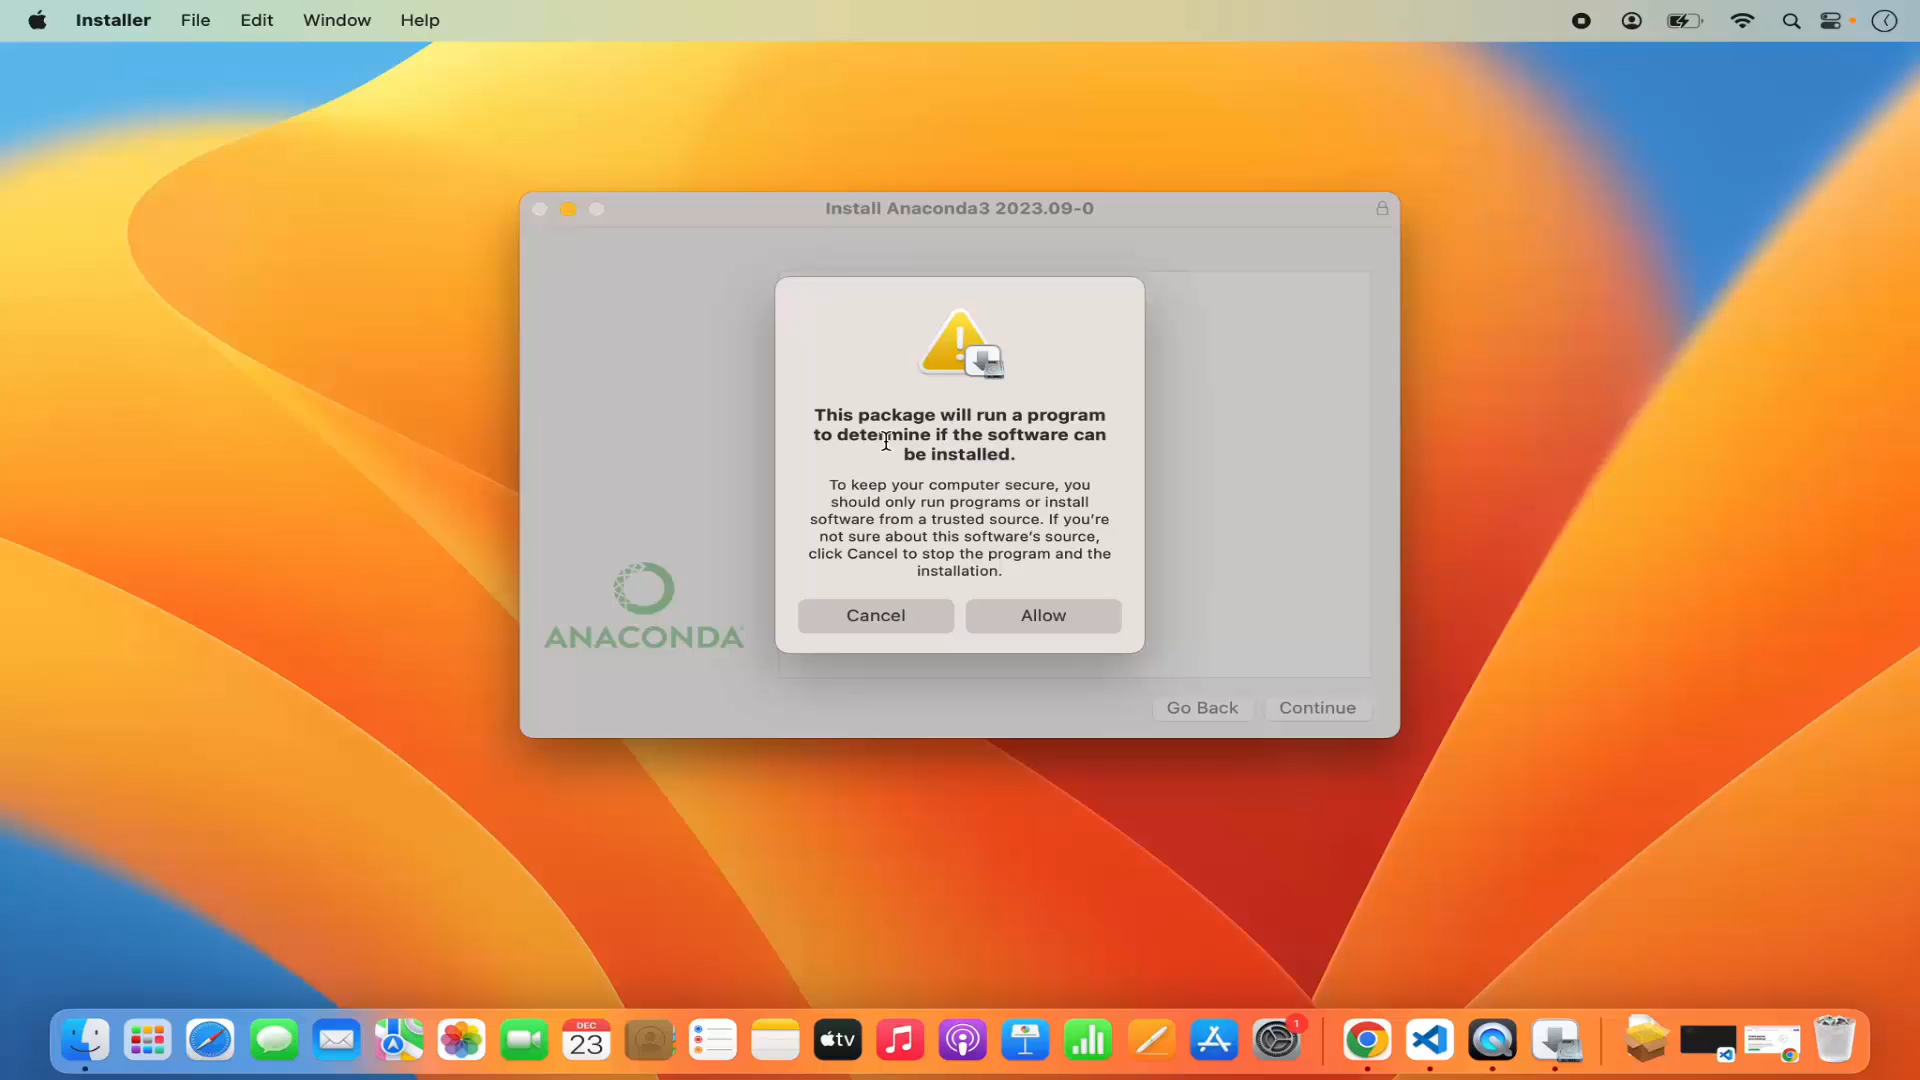 Installer File Edit Window Help
Install Anaconda3 2023.09-0
This package will run a program
to determine if the software can
be installed.
To keep your computer secure, you
should only run programs or install
software from a trusted source. If you're
not sure about this software's source,
click Cancel to stop the program and the
installation.
Cancel Allow
ANACONDA
Go Back Continue
DEC
23
tv
1